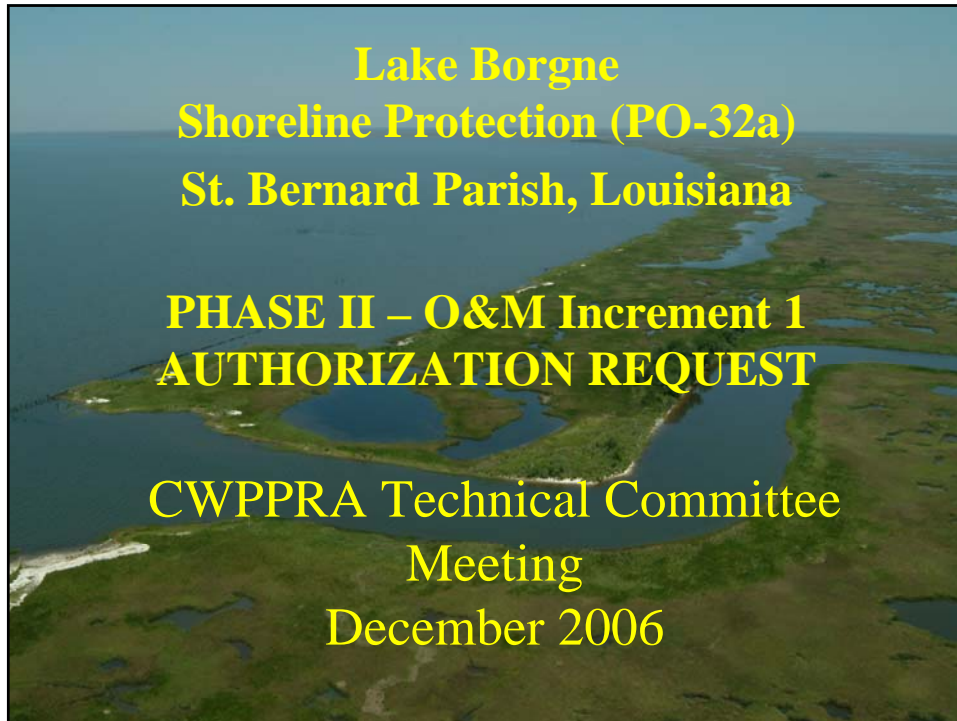 Lake Borgne
Shoreline Protection (PO-32a)
St. Bernard Parish, Louisiana
PHASE II – O&M Increment 1
AUTHORIZATION REQUEST
CWPPRA Technical Committee
Meeting
December 2006